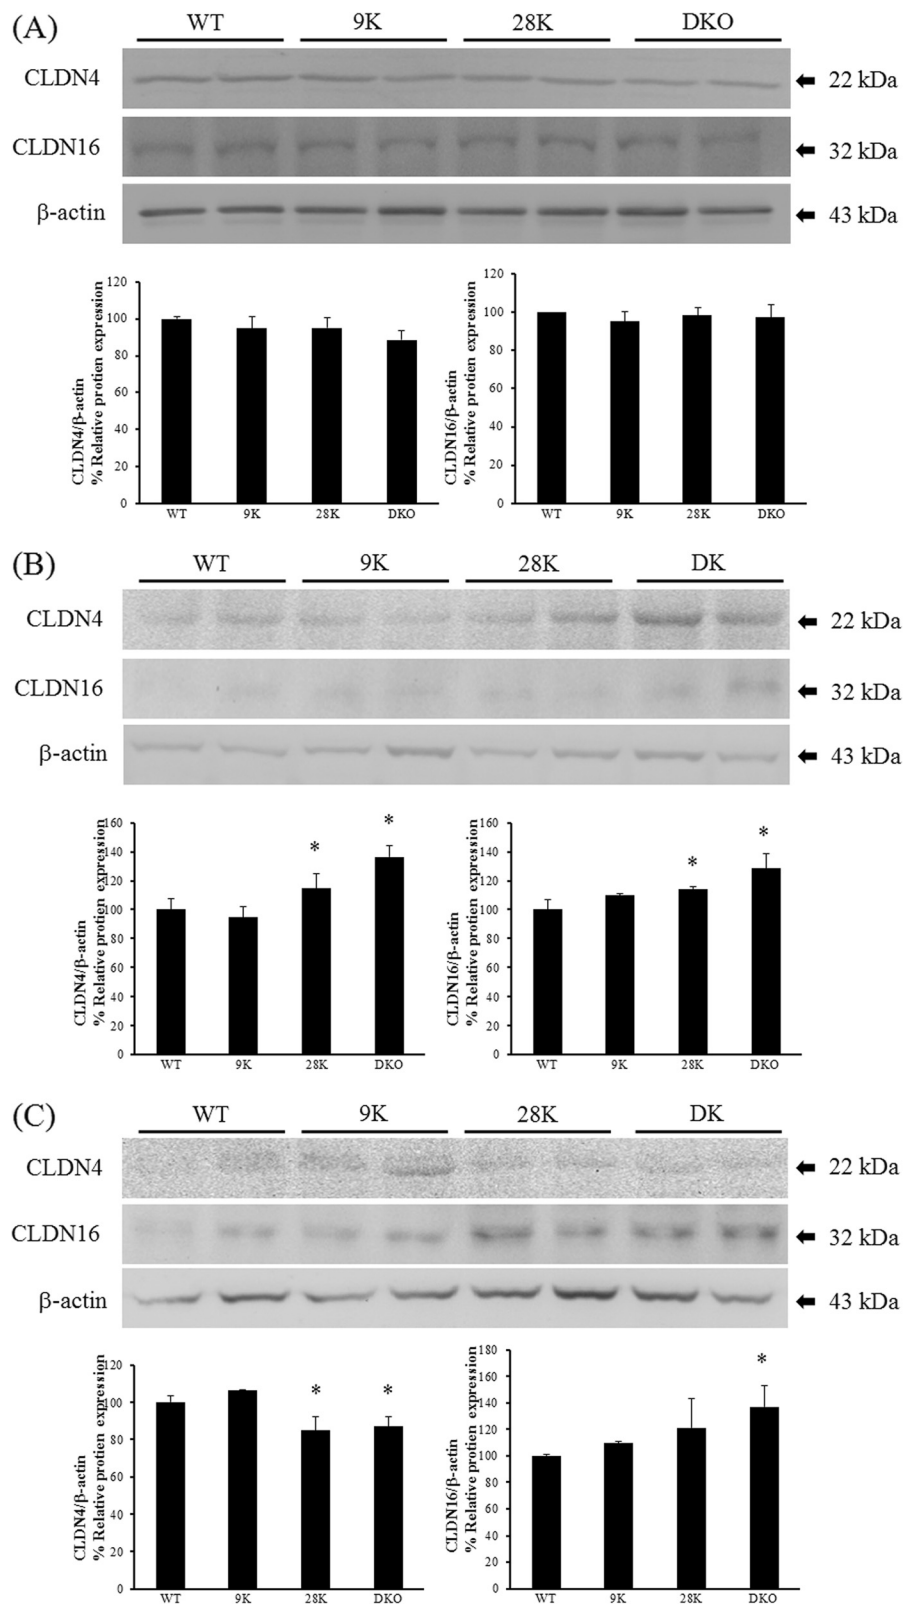 (A) WT 9K 28K DKO
CLDN4 22 kDa
CLDN16 32 kDa
β-actin 43 kDa
CLDN4/β-actin
% Relative protien expression
120
100
80
60
40
20
0
WT 9K 28K DKO
CLDN16/β-actin
% Relative protien expression
120
100
80
60
40
20
0
WT 9K 28K DKO
(B) WT 9K 28K DK
CLDN4 22 kDa
CLDN16 32 kDa
β-actin 43 kDa
CLDN4/β-actin
% Relative protien expression
160
140
120
100
80
60
40
20
0
* *
WT 9K 28K DKO
CLDN16/β-actin
% Relative protien expression
160
140
120
100
80
60
40
20
0
* *
WT 9K 28K DKO
(C) WT 9K 28K DK
CLDN4 22 kDa
CLDN16 32 kDa
β-actin 43 kDa
CLDN4/β-actin
% Relative protien expression
120
100
80
60
40
20
0
* *
WT 9K 28K DKO
CLDN16/β-actin
% Relative protien expression
180
160
140
120
100
80
60
40
20
0
*
WT 9K 28K DKO